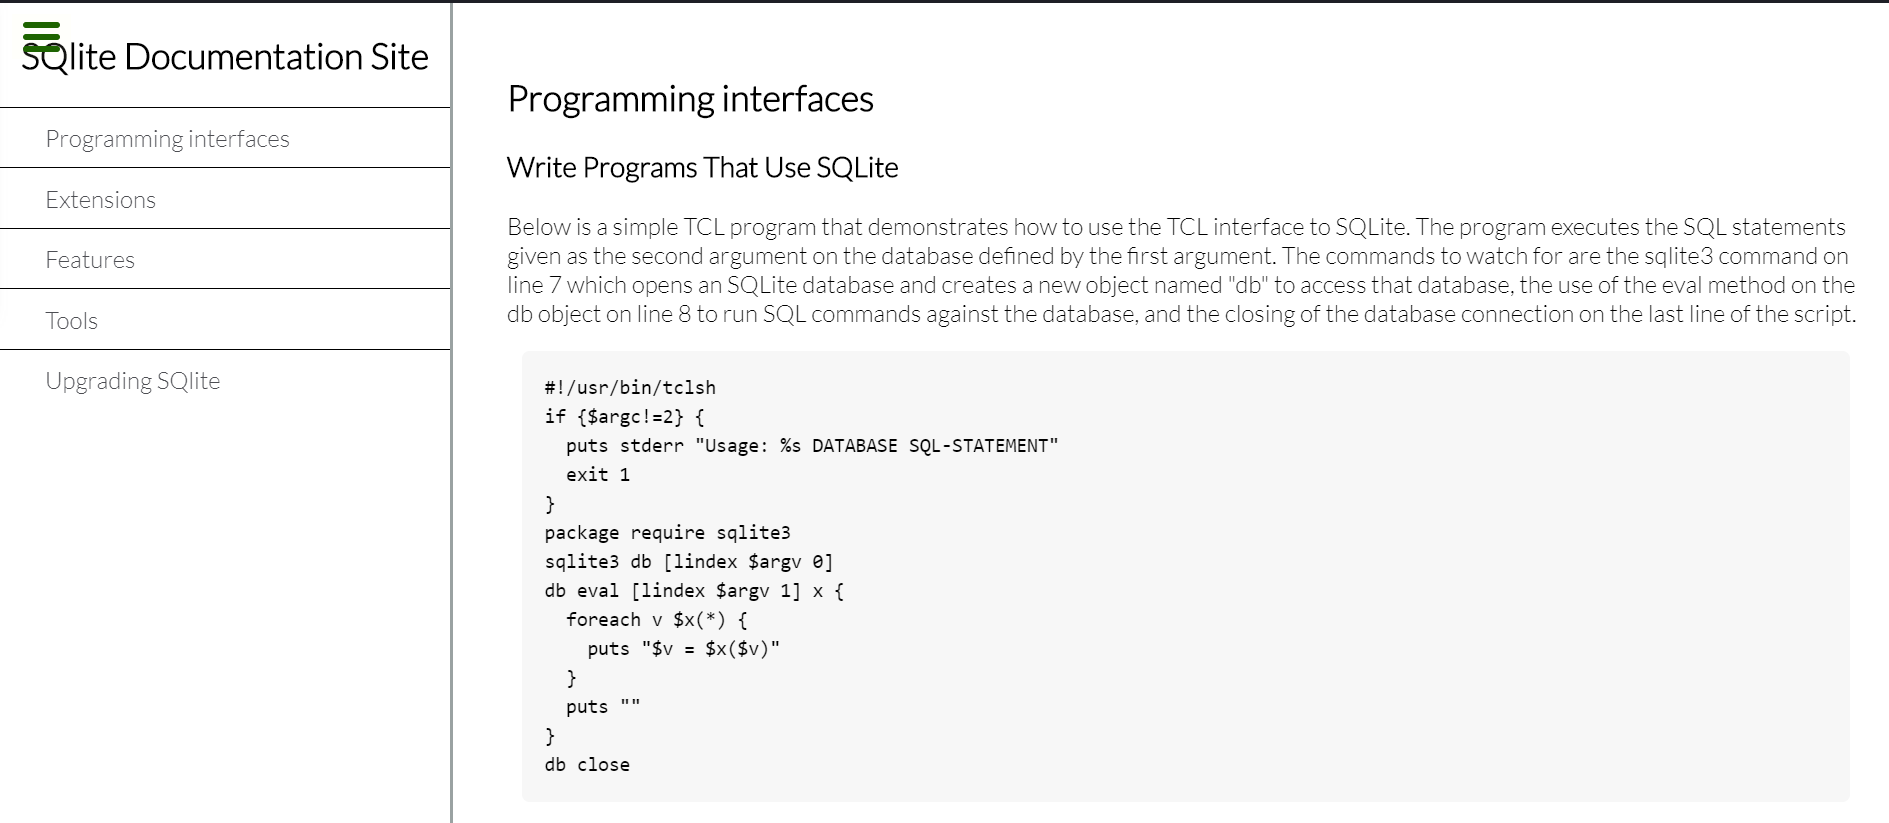 SQlite Documentation Site
Programming interfaces
Extensions
Features
Tools
Upgrading SQlite
Programming interfaces
Write Programs That Use SQLite
Below is a simple TCL program that demonstrates how to use the TCL interface to SQLite. The program executes the SQL statements
given as the second argument on the database defined by the first argument. The commands to watch for are the sqlite3 command on
line 7 which opens an SQLite database and creates a new object named "db" to access that database, the use of the eval method on the
db object on line 8 to run SQL commands against the database, and the closing of the database connection on the last line of the script.
#!/usr/bin/tclsh
if {$argc!=2} {
  puts stderr "Usage: %s DATABASE SQL-STATEMENT"
  exit 1
}
package require sqlite3
sqlite3 db [lindex $argv 0]
db eval [lindex $argv 1] x {
  foreach v $x(*) {
    puts "$v = $x($v)"
  }
  puts ""
}
db close